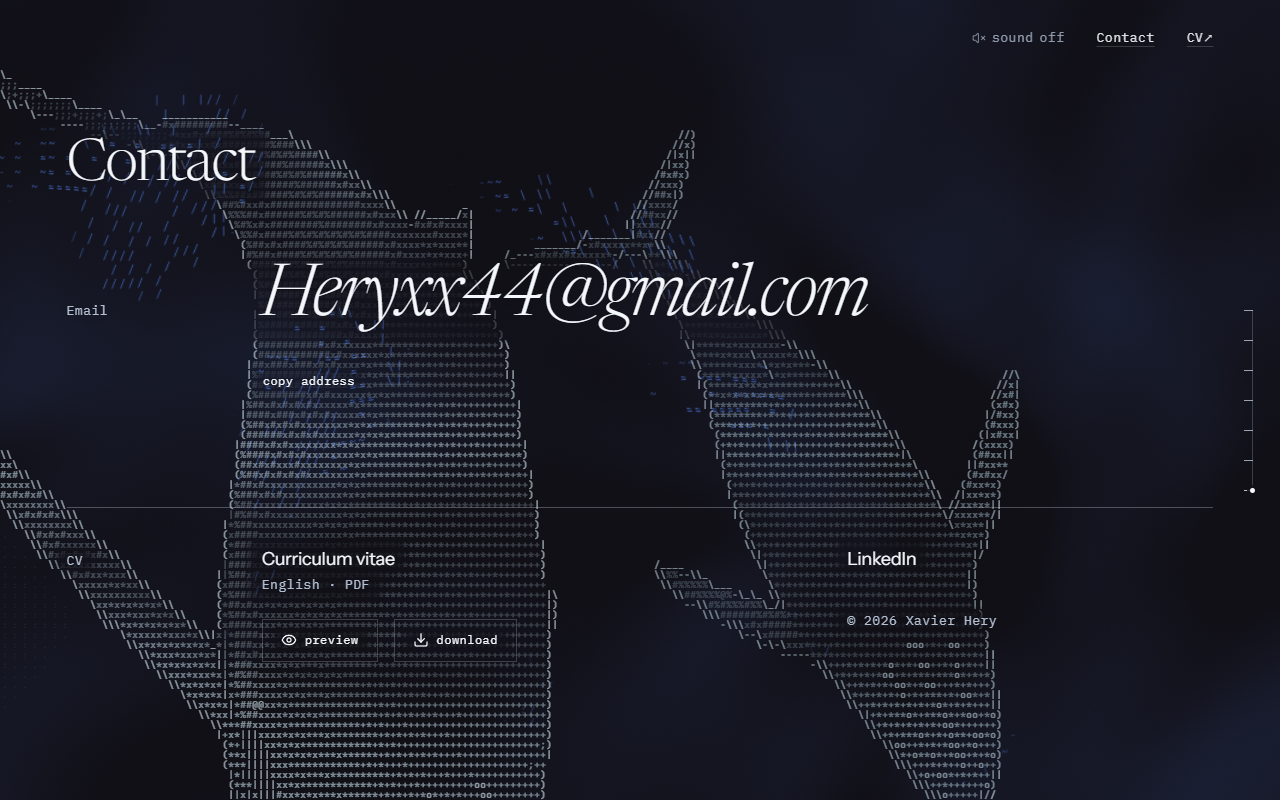 sound off
Contact
CV↗
Contact
Email
Heryxx44@gmail.com
copy address
CV
Curriculum vitae
English · PDF
preview
download
LinkedIn
© 2026 Xavier Hery